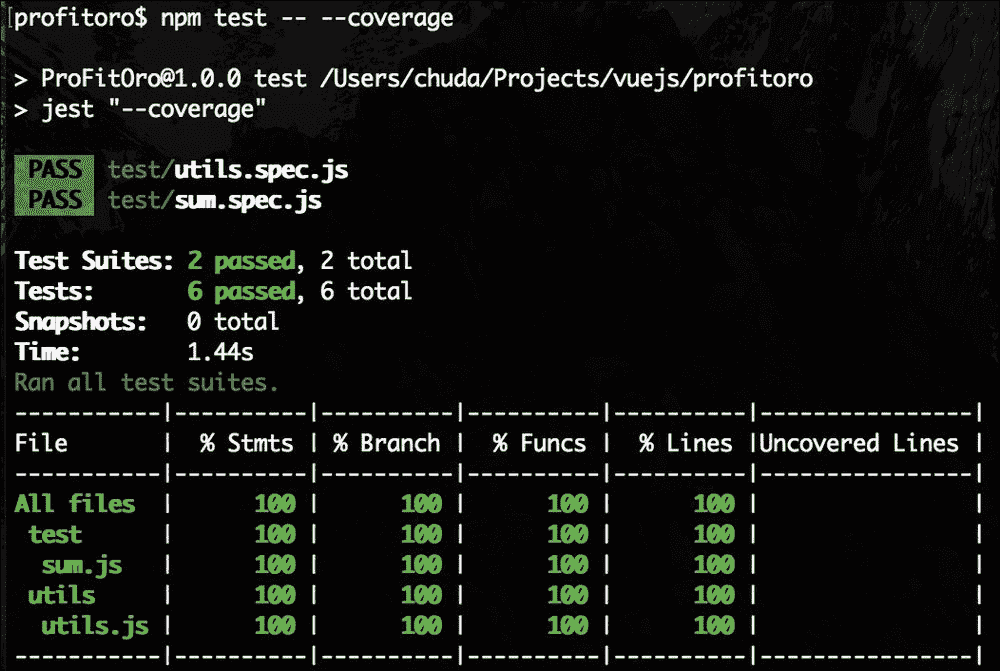 [profitoro$ npm test -- --coverage
> ProFitOro@1.0.0 test /Users/chuda/Projects/vuejs/profitoro
> jest "--coverage"
PASS test/utils.spec.js
PASS test/sum.spec.js
Test Suites: 2 passed, 2 total
Tests: 6 passed, 6 total
Snapshots: 0 total
Time: 1.44s
Ran all test suites.
-----------|----------|----------|----------|----------|----------------|
File | % Stmts | % Branch | % Funcs | % Lines |Uncovered Lines |
-----------|----------|----------|----------|----------|----------------|
All files | 100 | 100 | 100 | 100 | |
test | 100 | 100 | 100 | 100 | |
sum.js | 100 | 100 | 100 | 100 | |
utils | 100 | 100 | 100 | 100 | |
utils.js | 100 | 100 | 100 | 100 | |
-----------|----------|----------|----------|----------|----------------|